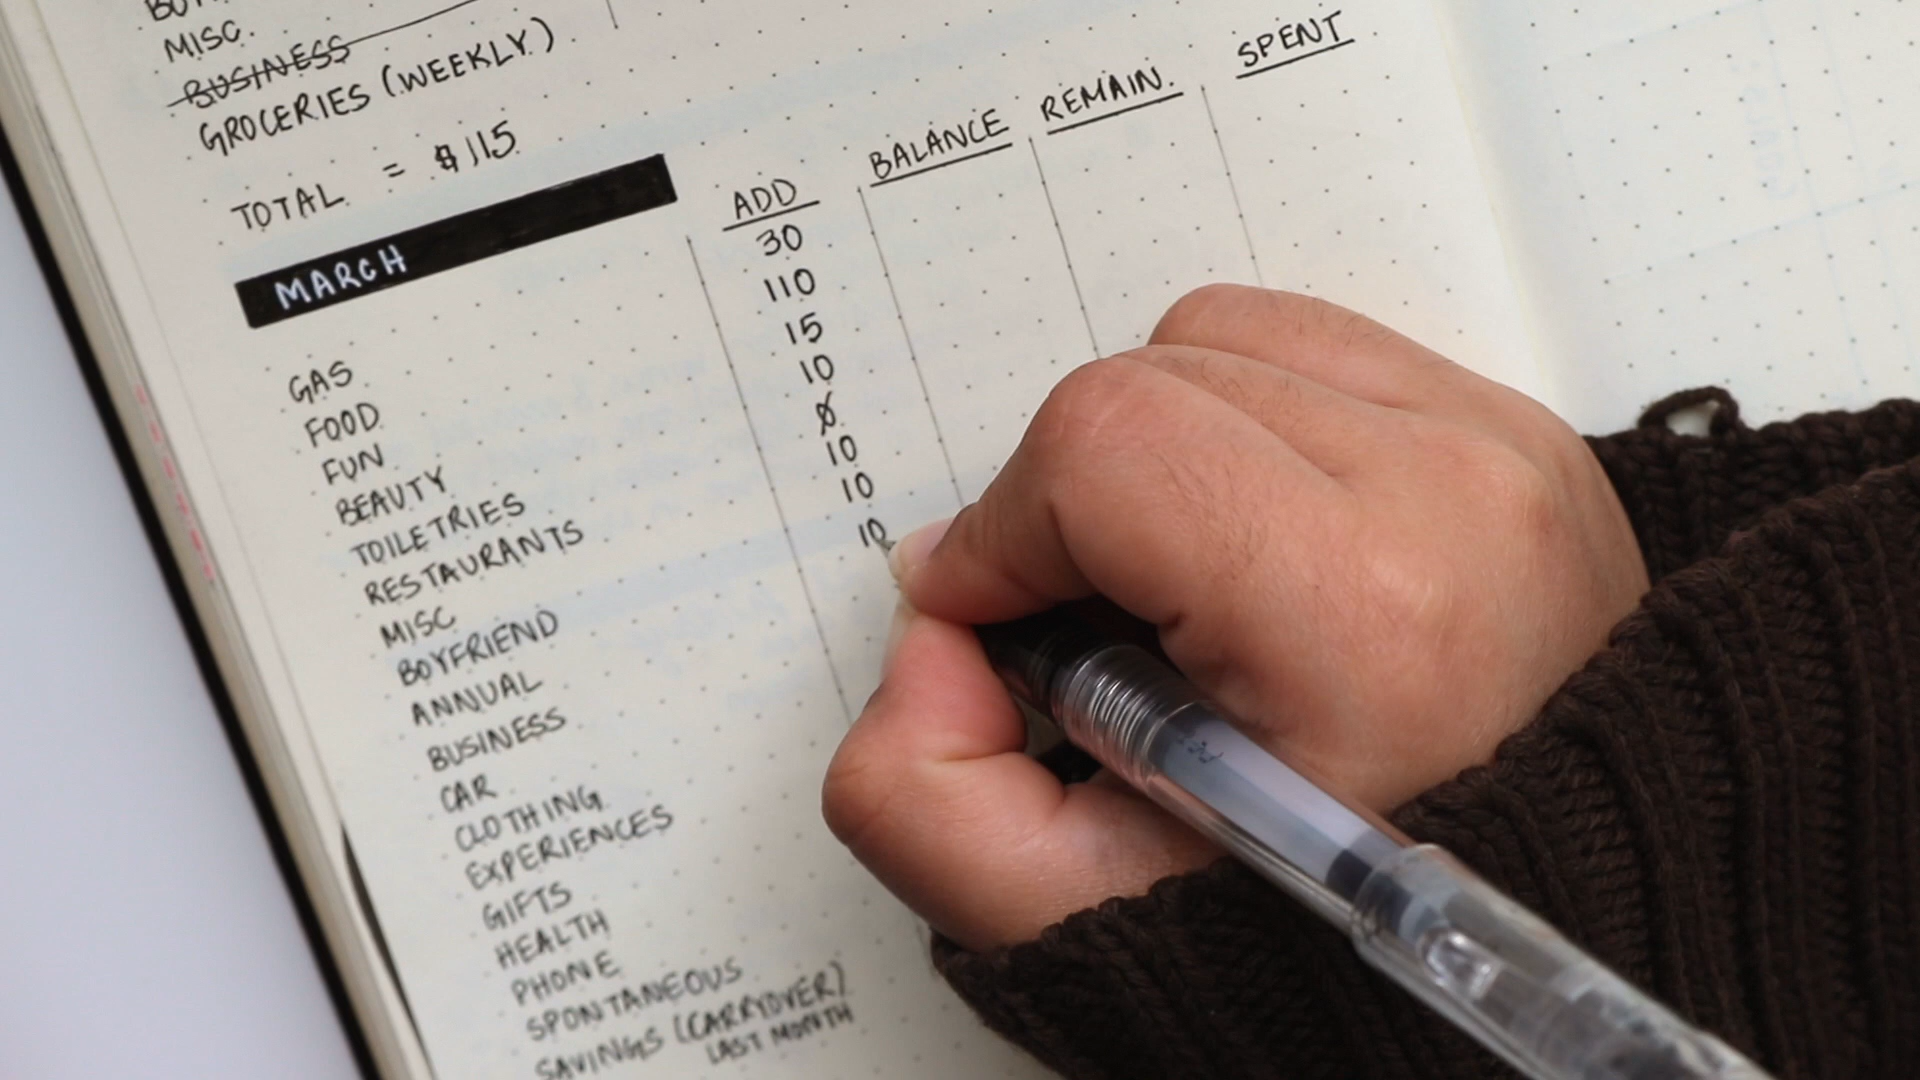 MISC.
BUSINESS
GROCERIES (WEEKLY)
TOTAL = $115
MARCH ADD BALANCE REMAIN. SPENT
GAS 30
FOOD 110
FUN 15
BEAUTY 10
TOILETRIES Ø
RESTAURANTS 10
MISC 10
BOYFRIEND 10
ANNUAL
BUSINESS
CAR
CLOTHING
EXPERIENCES
GIFTS
HEALTH
PHONE
SPONTANEOUS
SAVINGS (CARRYOVER)
LAST MONTH